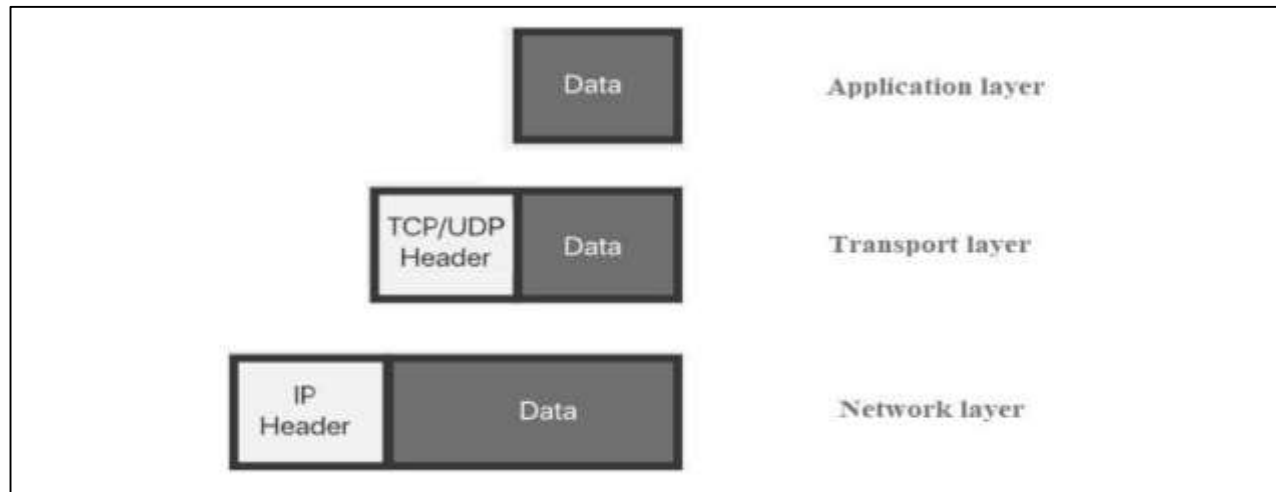 Data
Application layer
TCP/UDP
Header
Data
Transport layer
IP
Header
Data
Network layer